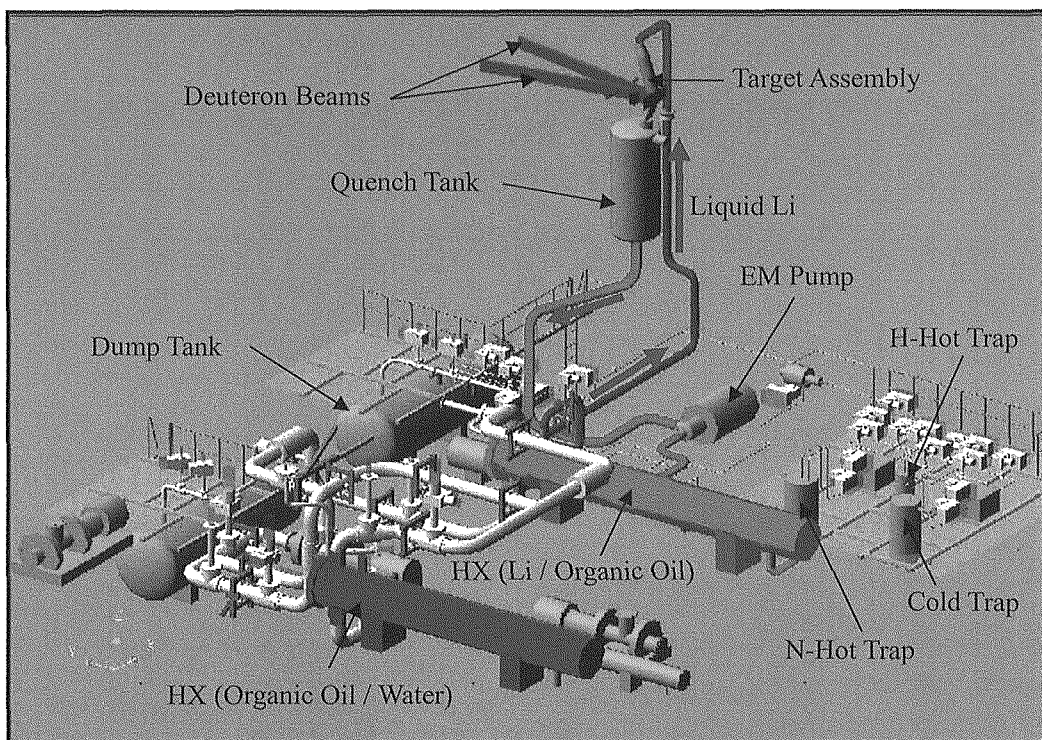 Deuteron Beams
Target Assembly
Quench Tank
Liquid Li
EM Pump
H-Hot Trap
Dump Tank
HX (Li / Organic Oil)
Cold Trap
N-Hot Trap
HX (Organic Oil / Water)